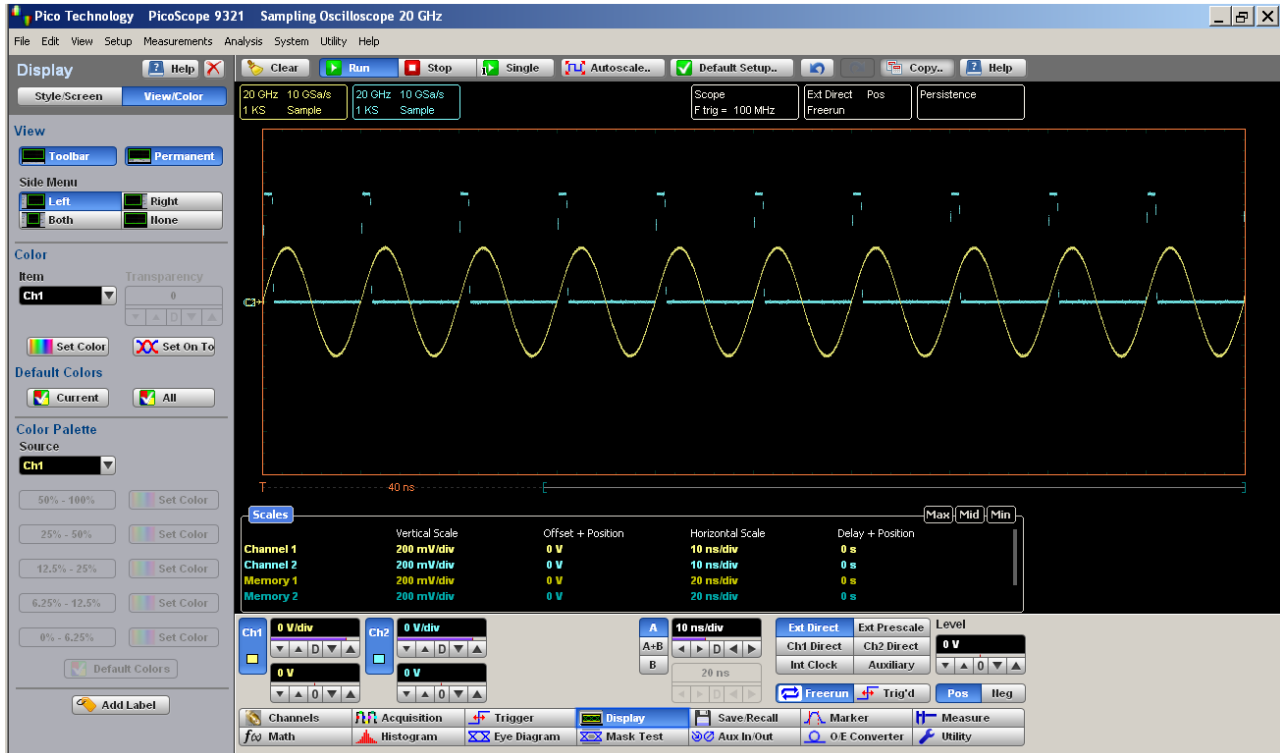 Pico Technology PicoScope 9321 Sampling Oscilloscope 20 GHz
File Edit View Setup Measurements Analysis System Utility Help
Display Help
Clear Run Stop Single Autoscale.. Default Setup.. Copy.. Help
Style/Screen View/Color
20 GHz 10 GSa/s
1 KS Sample
20 GHz 10 GSa/s
1 KS Sample
Scope
F trig = 100 MHz
Ext Direct Pos
Freerun
Persistence
View
Toolbar Permanent
Side Menu
Left Right
Both None
Color
Item Transparency
Ch1 0
D
Set Color Set On To
Default Colors
Current All
Color Palette
Source
Ch1
50% - 100% Set Color
25% - 50% Set Color
12.5% - 25% Set Color
6.25% - 12.5% Set Color
0% - 6.25% Set Color
Default Colors
Add Label
T 40 ns
Scales Max Mid Min
Vertical Scale Offset + Position Horizontal Scale Delay + Position
Channel 1 200 mV/div 0 V 10 ns/div 0 s
Channel 2 200 mV/div 0 V 10 ns/div 0 s
Memory 1 200 mV/div 0 V 20 ns/div 0 s
Memory 2 200 mV/div 0 V 20 ns/div 0 s
Ch1 0 V/div
D
0 V
0
Ch2 0 V/div
D
0 V
0
A 10 ns/div
A+B D
B 20 ns
D
Ext Direct Ext Prescale Level
Ch1 Direct Ch2 Direct 0 V
Int Clock Auxiliary 0
Freerun Trig'd Pos Neg
Channels Acquisition Trigger Display Save/Recall Marker Measure
f(x) Math Histogram Eye Diagram Mask Test Aux In/Out O/E Converter Utility